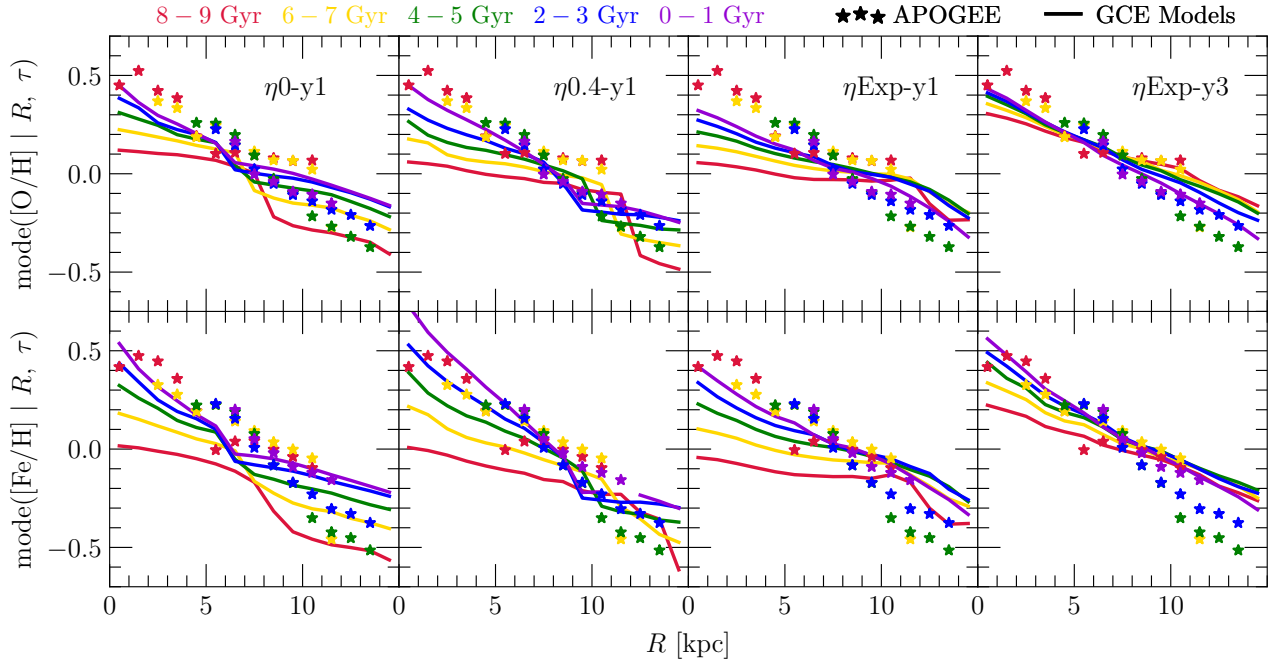 8 − 9 Gyr 6 − 7 Gyr 4 − 5 Gyr 2 − 3 Gyr 0 − 1 Gyr ★★★ APOGEE — GCE Models
mode([O/H] | R, τ)
0.5
0.0
−0.5
η0-y1
η0.4-y1
ηExp-y1
ηExp-y3
mode([Fe/H] | R, τ)
0.5
0.0
−0.5
0 5 10 0 5 10 0 5 10 0 5 10
R [kpc]